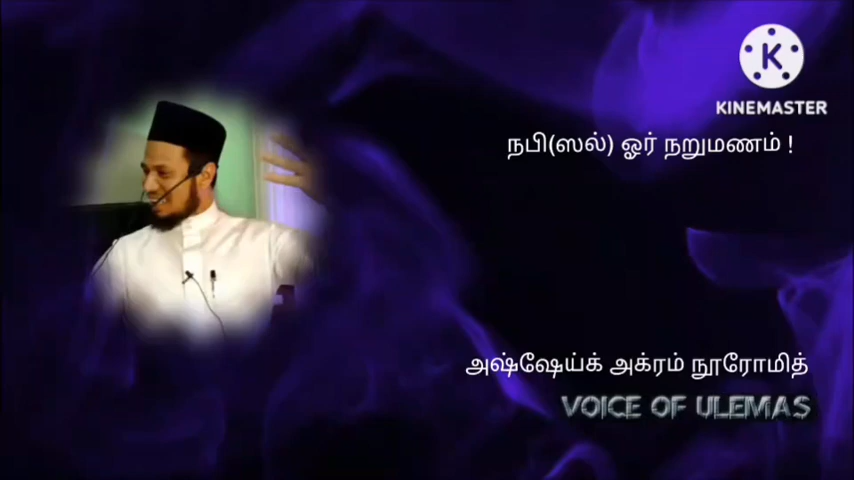 KINEMASTER
நபி(ஸல்) ஓர் நறுமணம் !
அஷ்ஷேய்க் அக்ரம் நூரோமித்
VOICE OF ULEMAS